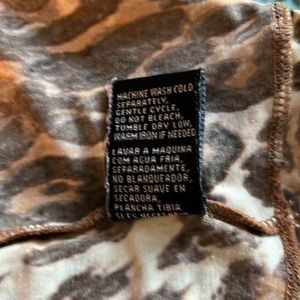 MACHINE WASH COLD
SEPARATELY,
GENTLE CYCLE,
DO NOT BLEACH,
TUMBLE DRY LOW,
WARM IRON IF NEEDED.
LAVAR A MAQUINA
CON AGUA FRIA,
SEPARADAMENTE,
NO BLANQUEADOR,
SECAR SUAVE EN
SECADORA,
PLANCHA TIBIA